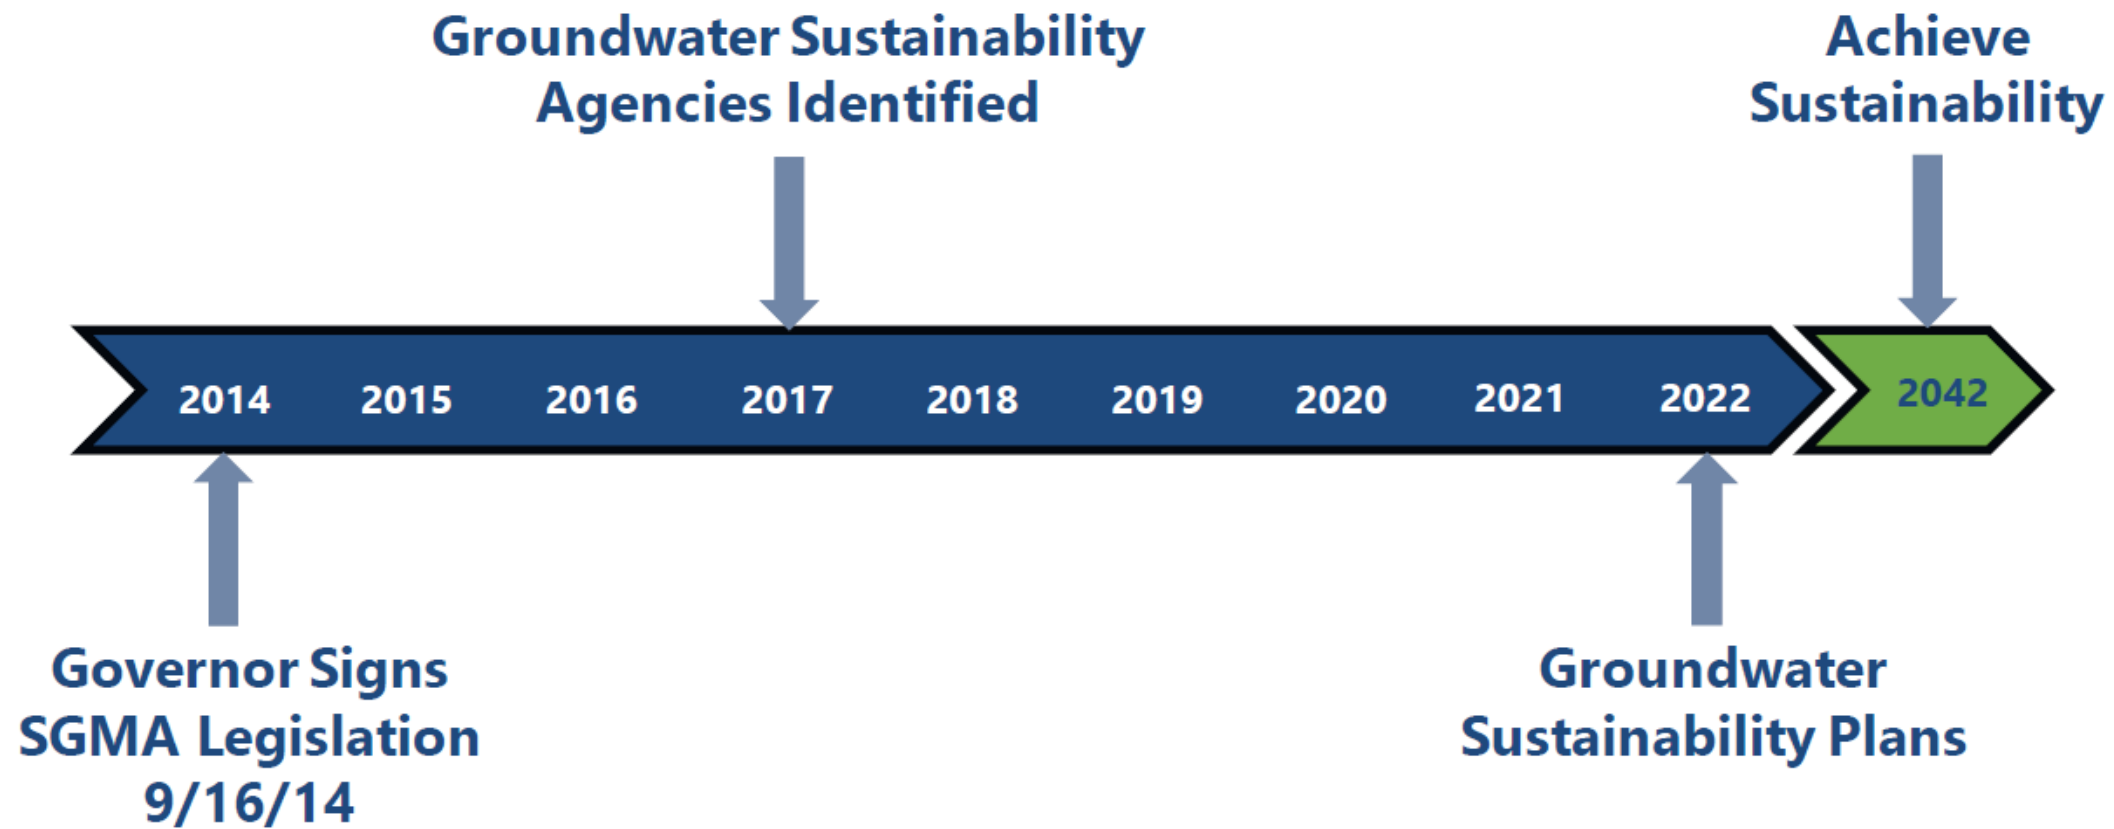 Groundwater Sustainability
Agencies Identified
Achieve
Sustainability
2014 2015 2016 2017 2018 2019 2020 2021 2022 2042
Governor Signs
SGMA Legislation
9/16/14
Groundwater
Sustainability Plans